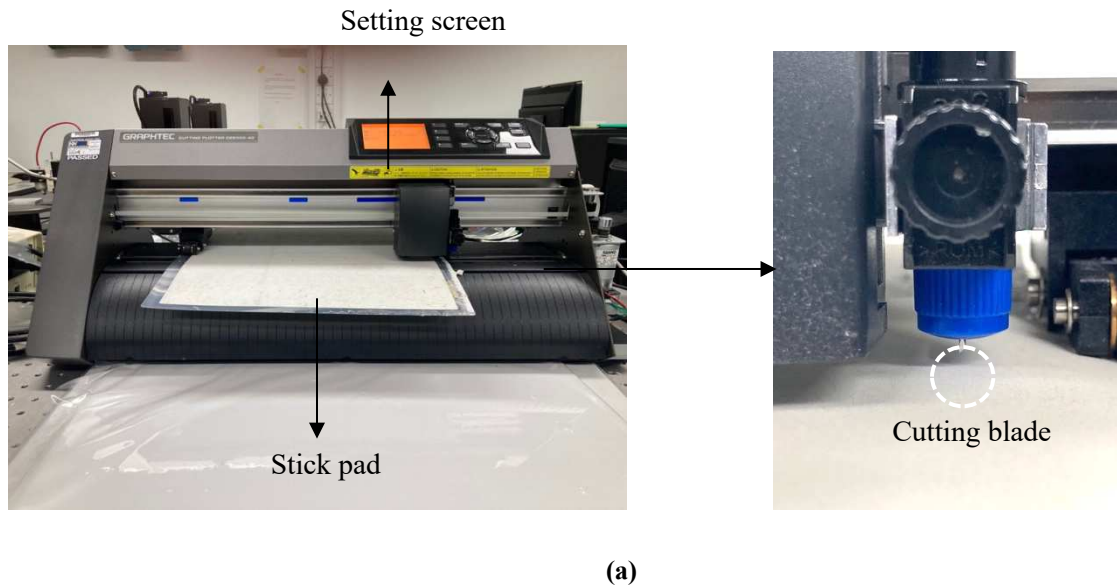 Setting screen
GRAPHTEC
PASSED
Stick pad
Cutting blade
(a)